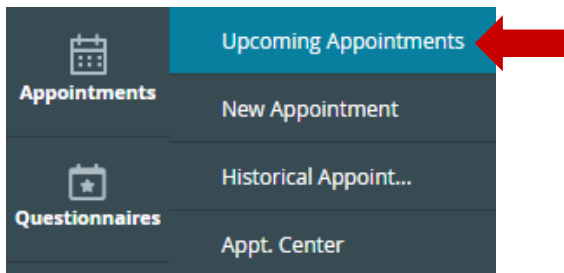 Appointments
Questionnaires
Upcoming Appointments
New Appointment
Historical Appoint...
Appt. Center